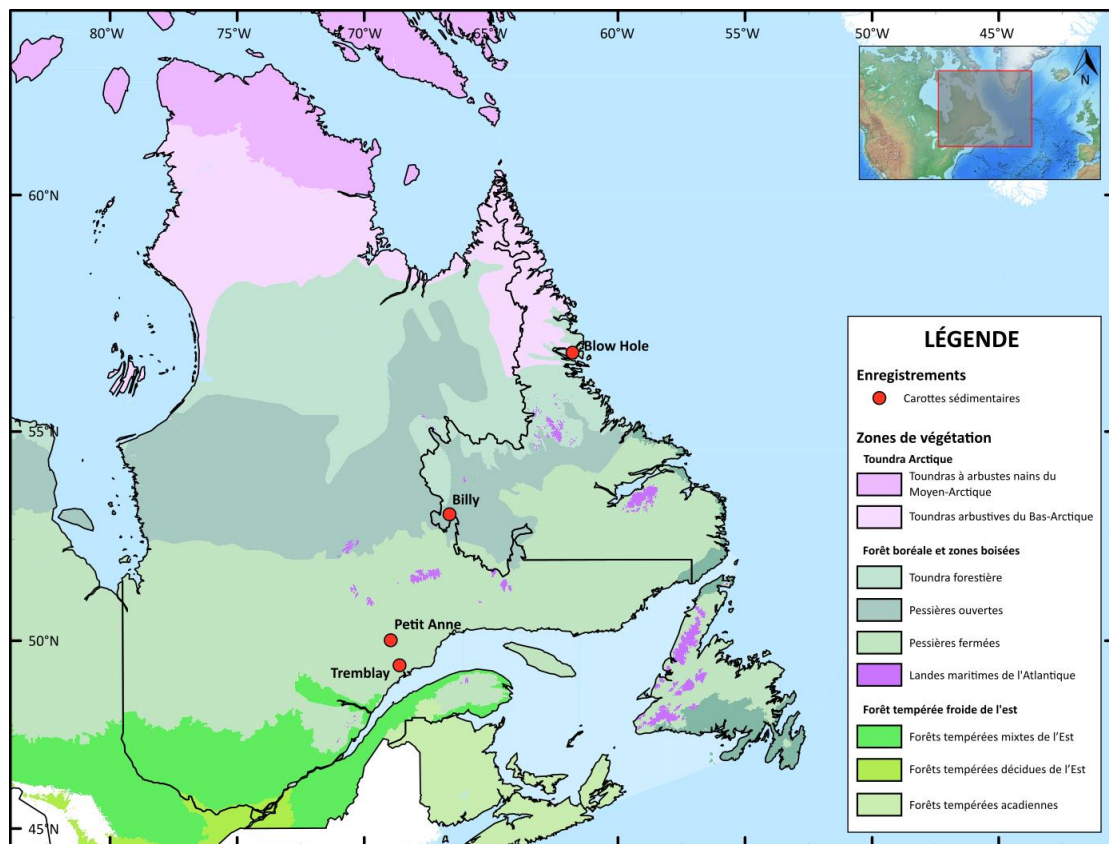 80°W 75°W 70°W 65°W 60°W 55°W 50°W 45°W
N
60°N
Blow Hole
55°N
Billy
50°N
Petit Anne
Tremblay
45°N
LÉGENDE
Enregistrements
Carottes sédimentaires
Zones de végétation
Toundra Arctique
Toundras à arbustes nains du
Moyen-Arctique
Toundras arbustives du Bas-Arctique
Forêt boréale et zones boisées
Toundra forestière
Pessières ouvertes
Pessières fermées
Landes maritimes de l'Atlantique
Forêt tempérée froide de l'est
Forêts tempérées mixtes de l’Est
Forêts tempérées décidues de l’Est
Forêts tempérées acadiennes